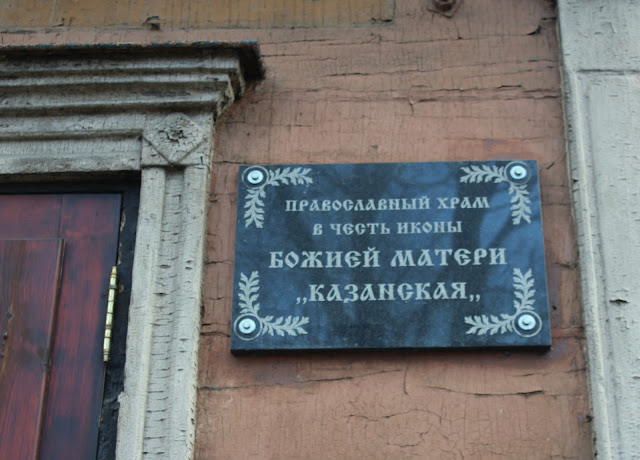 ПРАВОСЛАВНЫЙ ХРАМ
В ЧЕСТЬ ИКОНЫ
БОЖИЕЙ МАТЕРИ
„КАЗАНСКАЯ„